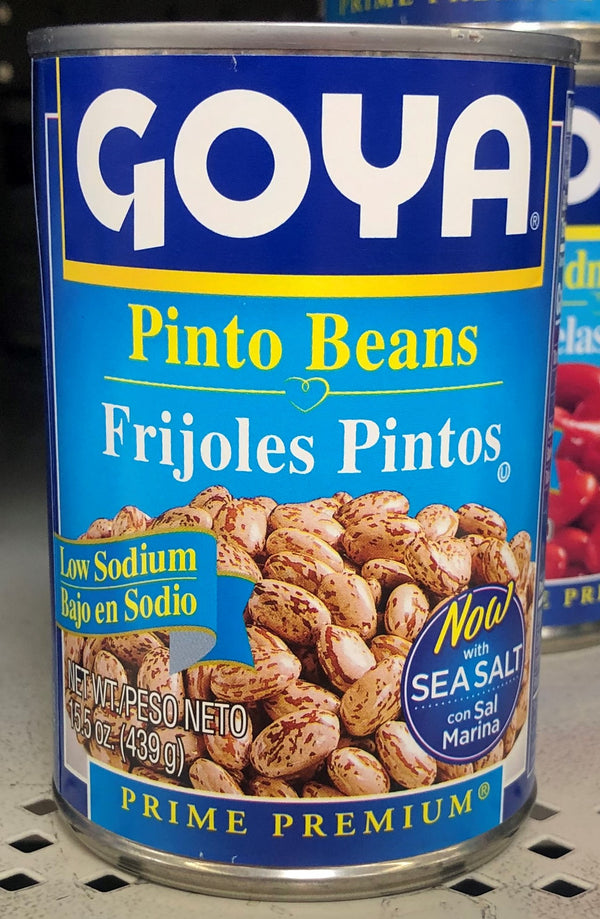 GOYA®
Pinto Beans
Frijoles Pintos
U
Low Sodium
Bajo en Sodio
NET WT./PESO NETO
15.5 oz. (439 g)
Now
with
SEA SALT
con Sal
Marina
PRIME PREMIUM®